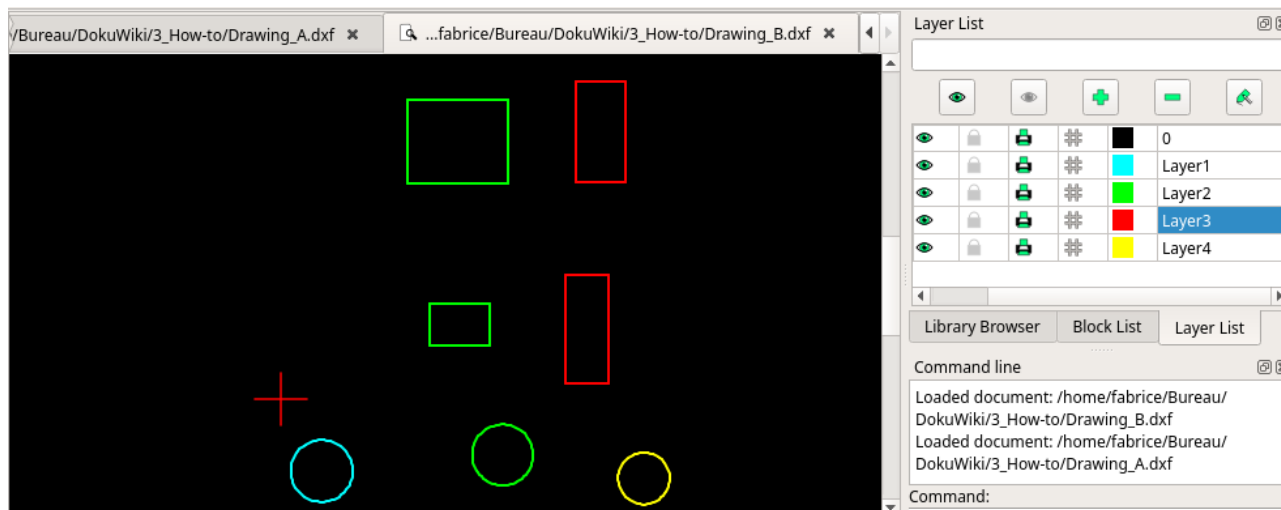 /Bureau/DokuWiki/3_How-to/Drawing_A.dxf
...fabrice/Bureau/DokuWiki/3_How-to/Drawing_B.dxf
Layer List
0
Layer1
Layer2
Layer3
Layer4
Library Browser
Block List
Layer List
Command line
Loaded document: /home/fabrice/Bureau/
DokuWiki/3_How-to/Drawing_B.dxf
Loaded document: /home/fabrice/Bureau/
DokuWiki/3_How-to/Drawing_A.dxf
Command: